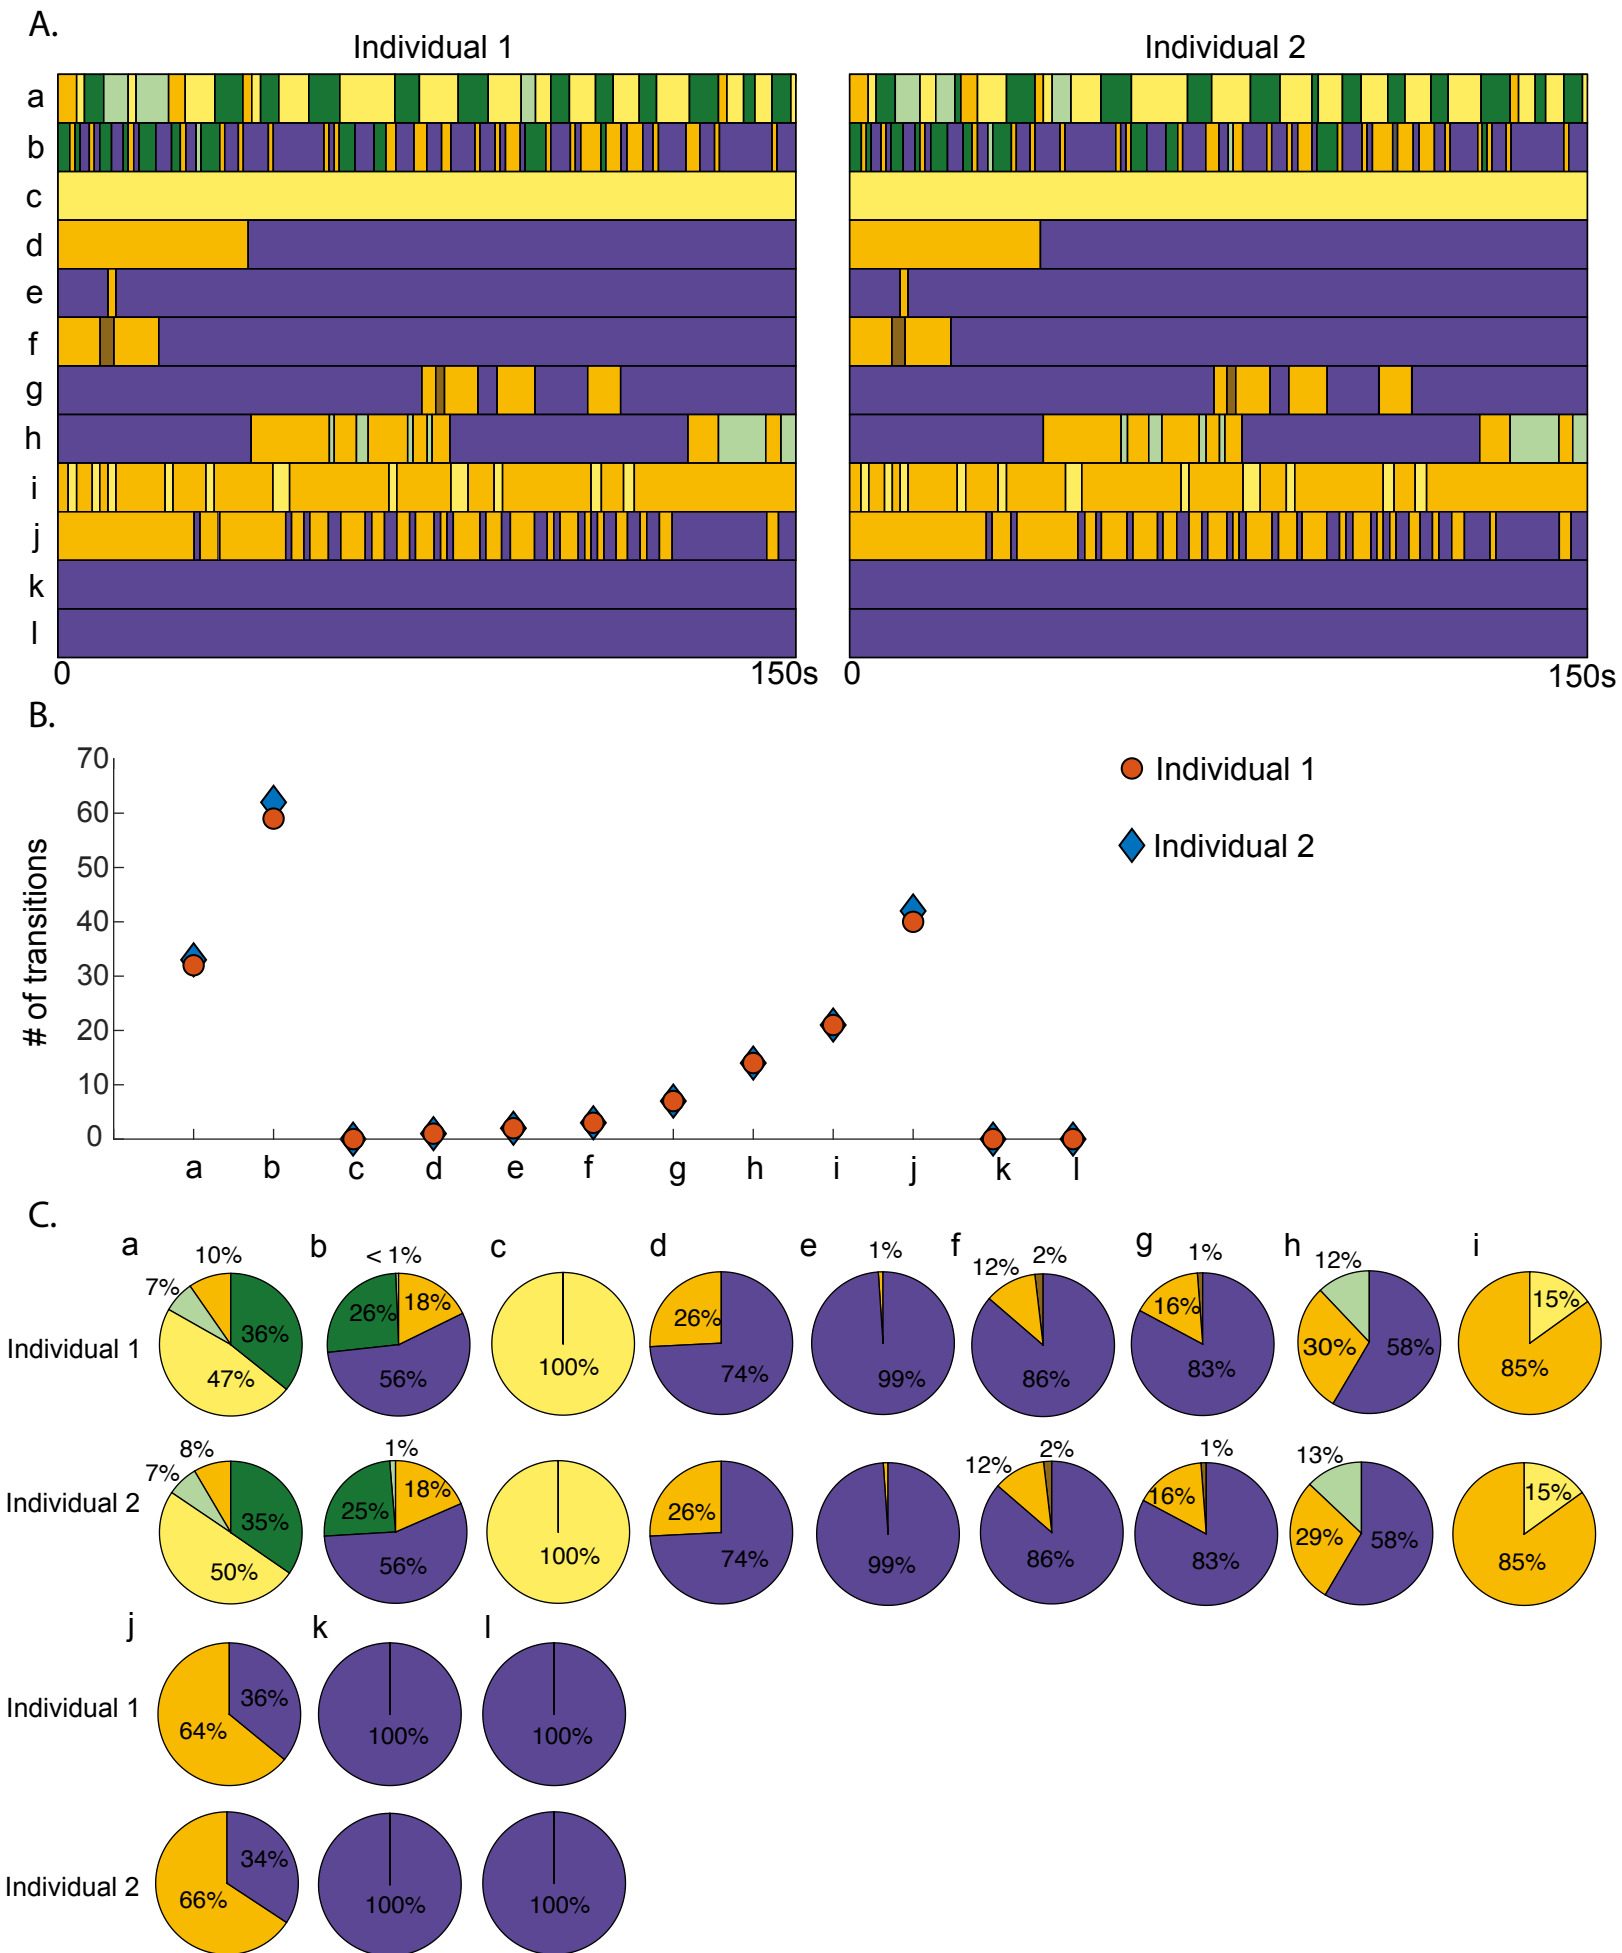 A.
Individual 1
Individual 2
a
b
c
d
e
f
g
h
i
j
k
l
0
150s
0
150s
B.
70
60
50
40
30
20
10
0
# of transitions
a b c d e f g h i j k l
Individual 1
Individual 2
C.
a b c d e f g h i
Individual 1
10%
7%
36%
47%
< 1%
26%
18%
56%
100%
26%
74%
1%
99%
12%
2%
86%
1%
16%
83%
12%
30%
58%
15%
85%
Individual 2
8%
7%
35%
50%
1%
25%
18%
56%
100%
26%
74%
99%
12%
2%
86%
1%
16%
83%
13%
29%
58%
15%
85%
j k l
Individual 1
36%
64%
100%
100%
Individual 2
34%
66%
100%
100%